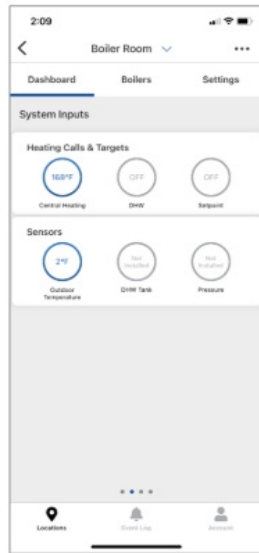 2:09
Boiler Room
Dashboard Boilers Settings
System Inputs
Heating Calls & Targets
168°F OFF OFF
Central Heating DHW Setpoint
Sensors
2°F Not Installed Not Installed
Outdoor Temperature DHW Tank Pressure
Locations Event Log Account